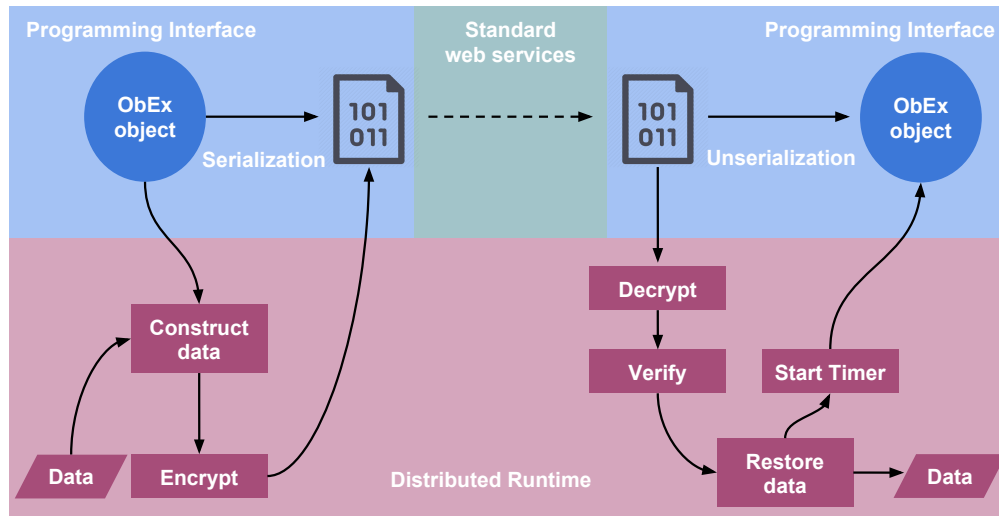 Programming Interface
Standard
web services
Programming Interface
ObEx
object
101
011
101
011
ObEx
object
Serialization
Unserialization
Decrypt
Construct
data
Verify
Start Timer
Data
Encrypt
Distributed Runtime
Restore
data
Data